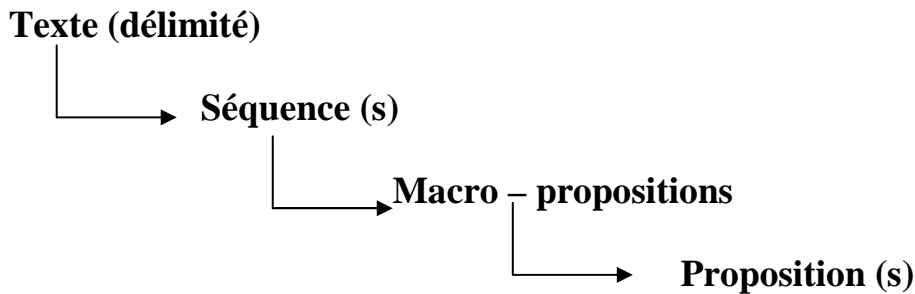 Texte (délimité)
Séquence (s)
Macro – propositions
Proposition (s)